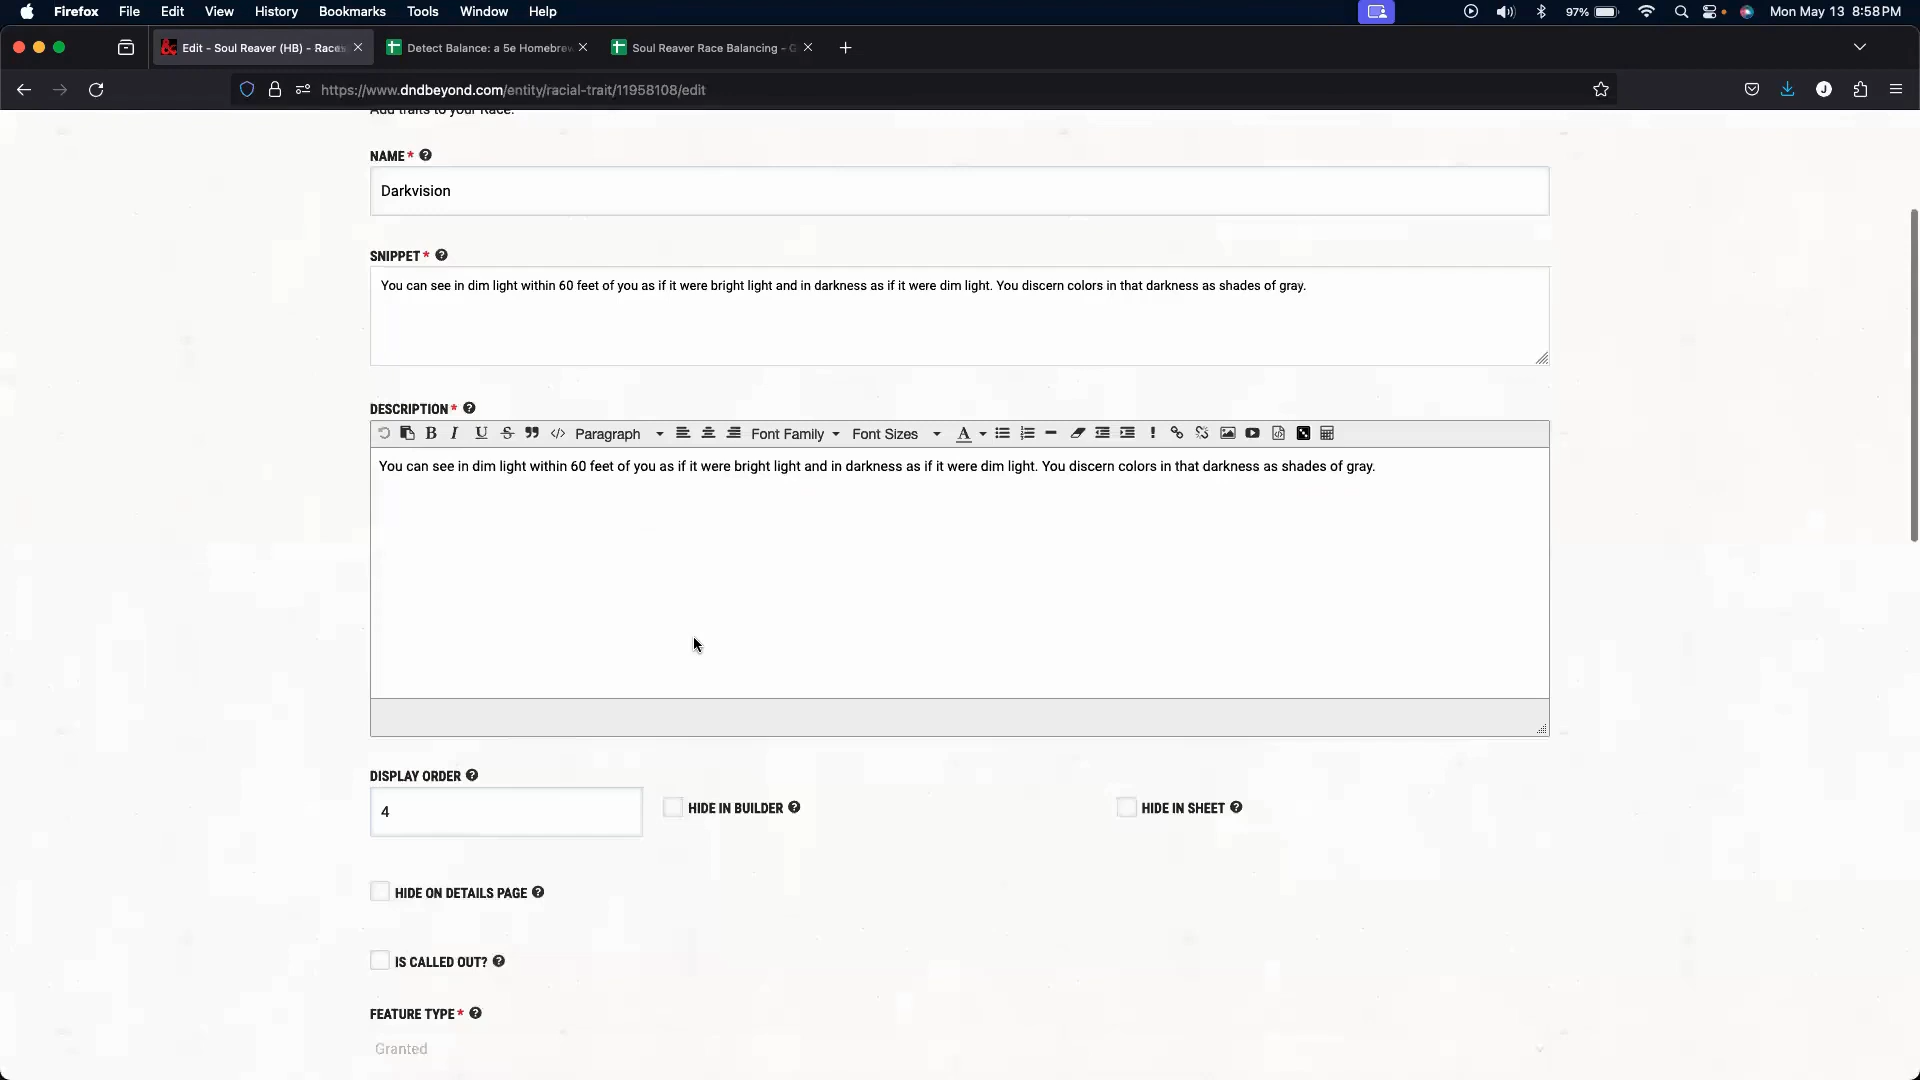 Firefox File Edit View History Bookmarks Tools Window Help 97% Mon May 13 8:58 PM
Edit - Soul Reaver (HB) - Races Detect Balance: a 5e Homebrew Soul Reaver Race Balancing - G
https://www.dndbeyond.com/entity/racial-trait/11958108/edit
Add traits to your Race.
NAME*
Darkvision
SNIPPET*
You can see in dim light within 60 feet of you as if it were bright light and in darkness as if it were dim light. You discern colors in that darkness as shades of gray.
DESCRIPTION*
Paragraph Font Family Font Sizes
You can see in dim light within 60 feet of you as if it were bright light and in darkness as if it were dim light. You discern colors in that darkness as shades of gray.
DISPLAY ORDER
4 HIDE IN BUILDER HIDE IN SHEET
HIDE ON DETAILS PAGE
IS CALLED OUT?
FEATURE TYPE*
Granted